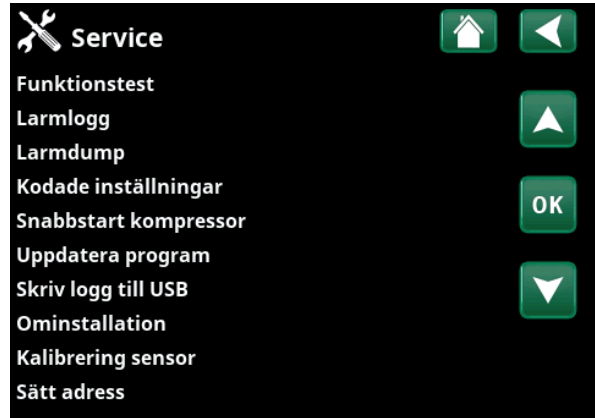 Service
Funktionstest
Larmlogg
Larmdump
Kodade inställningar
OK
Snabbstart kompressor
Uppdatera program
Skriv logg till USB
Ominstallation
Kalibrering sensor
Sätt adress